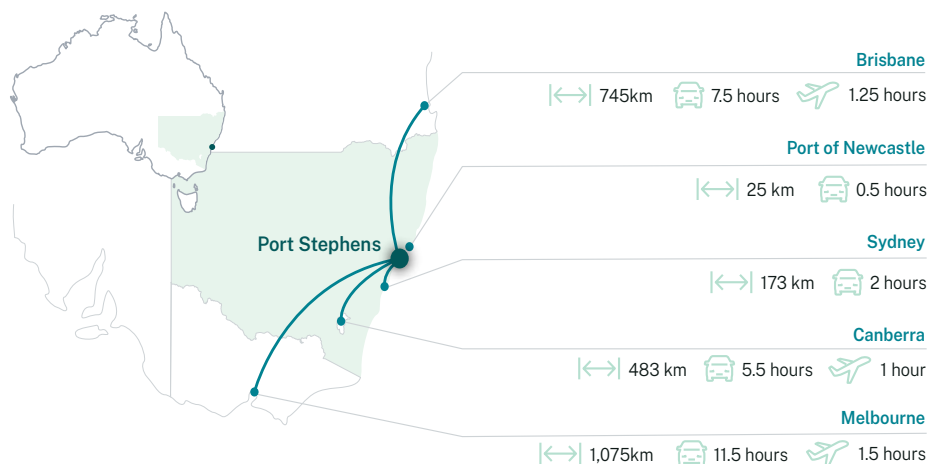 Brisbane
745km 7.5 hours 1.25 hours
Port of Newcastle
25 km 0.5 hours
Port Stephens
Sydney
173 km 2 hours
Canberra
483 km 5.5 hours 1 hour
Melbourne
1,075km 11.5 hours 1.5 hours